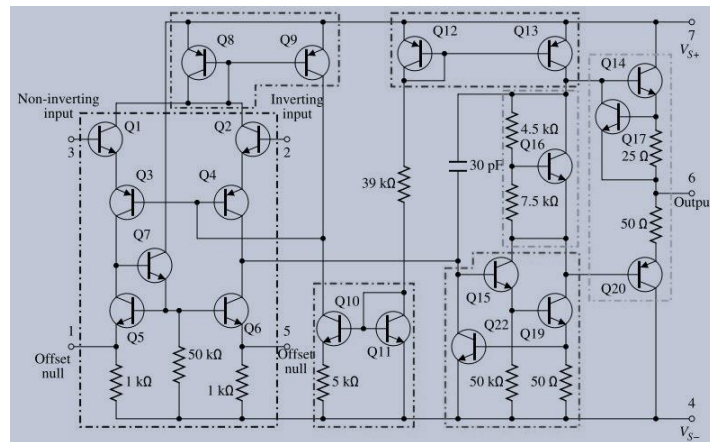 Q8
Q9
Q12
Q13
7
V_S+
Q14
Non-inverting
input
Q1
Q2
Inverting
input
3
2
4.5 kΩ
Q16
Q17
25 Ω
Q3
Q4
30 pF
6
Output
39 kΩ
7.5 kΩ
50 Ω
Q7
Q10
Q15
Q20
1
Q5
Q6
5
Q11
Q22
Q19
Offset
null
50 kΩ
Offset
null
1 kΩ
1 kΩ
5 kΩ
50 kΩ
50 Ω
4
V_S−